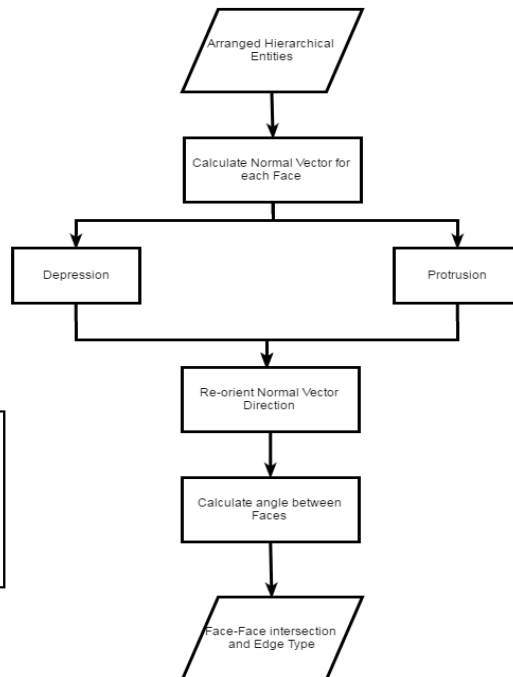 Arranged Hierarchical
Entities
Calculate Normal Vector for
each Face
Depression
Protrusion
Re-orient Normal Vector
Direction
Calculate angle between
Faces
Face-Face intersection
and Edge Type